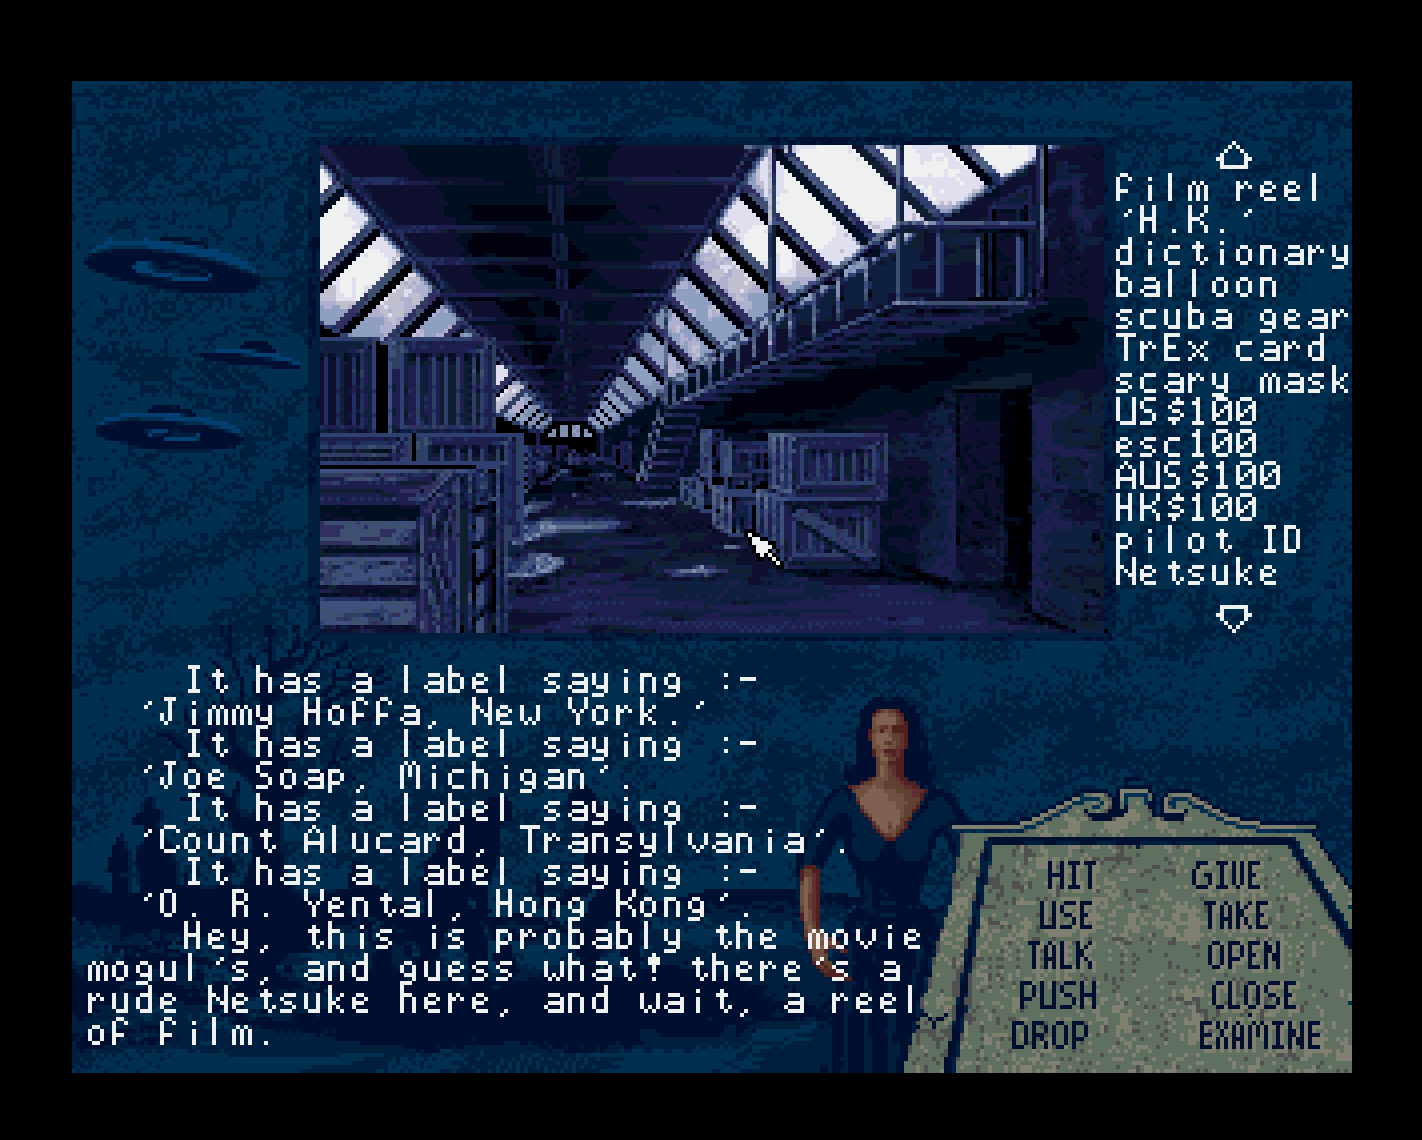 film reel
'H.K.'
dictionary
balloon
scuba gear
TrEx card
scary mask
US$100
esc100
AUS$100
HK$100
pilot ID
Netsuke
It has a label saying :-
'Jimmy Hoffa, New York.'
It has a label saying :-
'Joe Soap, Michigan'.
It has a label saying :-
'Count Alucard, Transylvania'.
It has a label saying :-
'O. R. Yental, Hong Kong'.
Hey, this is probably the movie
mogul's, and guess what! there's a
rude Netsuke here, and wait, a reel
of film.
HIT GIVE
USE TAKE
TALK OPEN
PUSH CLOSE
DROP EXAMINE